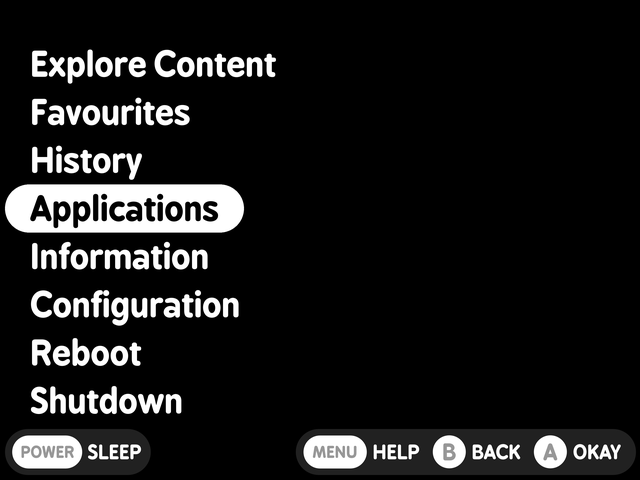 Explore Content
Favourites
History
Applications
Information
Configuration
Reboot
Shutdown
POWER SLEEP MENU HELP B BACK A OKAY